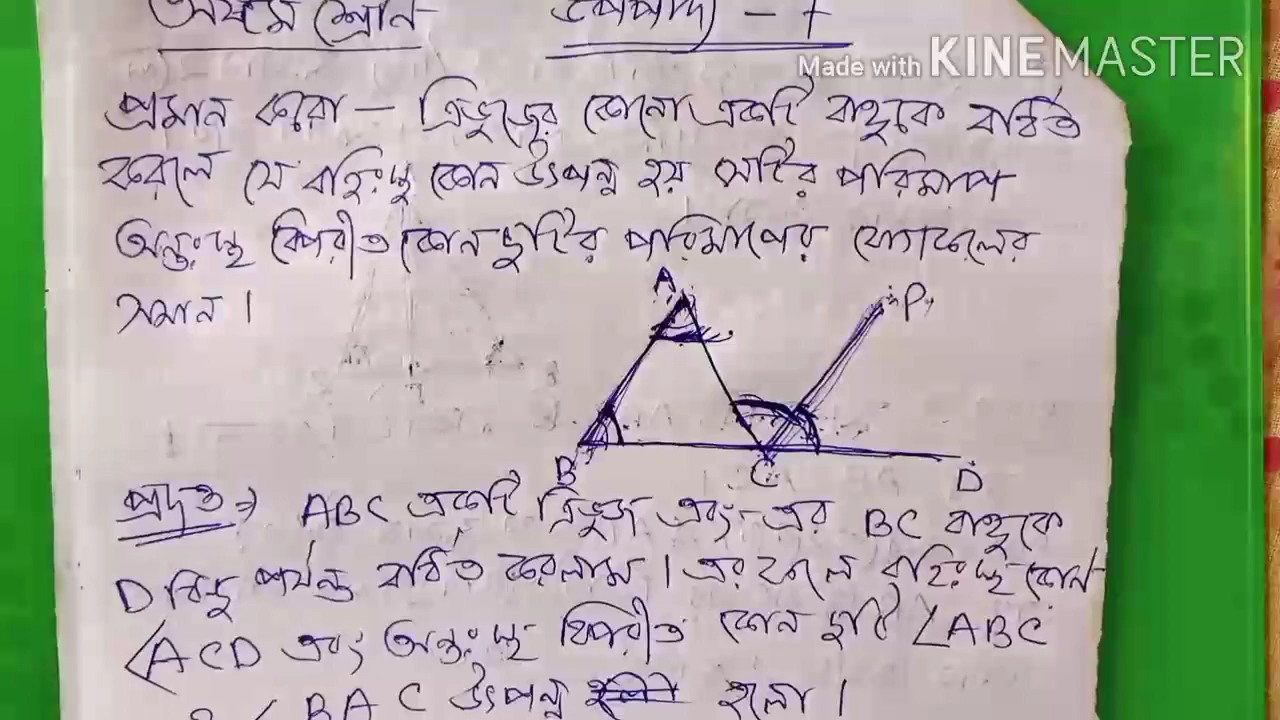 অষ্টম শ্রেণি উপপাদ্য - 7
Made with KINEMASTER
প্রমান করো — ত্রিভুজের কোনো একটি বাহুকে বর্ধিত
করলে যে বহিঃস্থ কোন উৎপন্ন হয় সেটির পরিমাপ
অন্তঃস্থ বিপরীত কোন দুটির পরিমাপের যোগফলের
সমান।
A
P
B
C
D
প্রদত্ত ⇒ ABC একটি ত্রিভুজ এবং এর BC বাহুকে
D বিন্দু পর্যন্ত বর্ধিত করলাম। এর ফলে বহিঃস্থ কোন
∠ACD এবং অন্তঃস্থ বিপরীত কোন দুটি ∠ABC
∠BAC উৎপন্ন হলো।